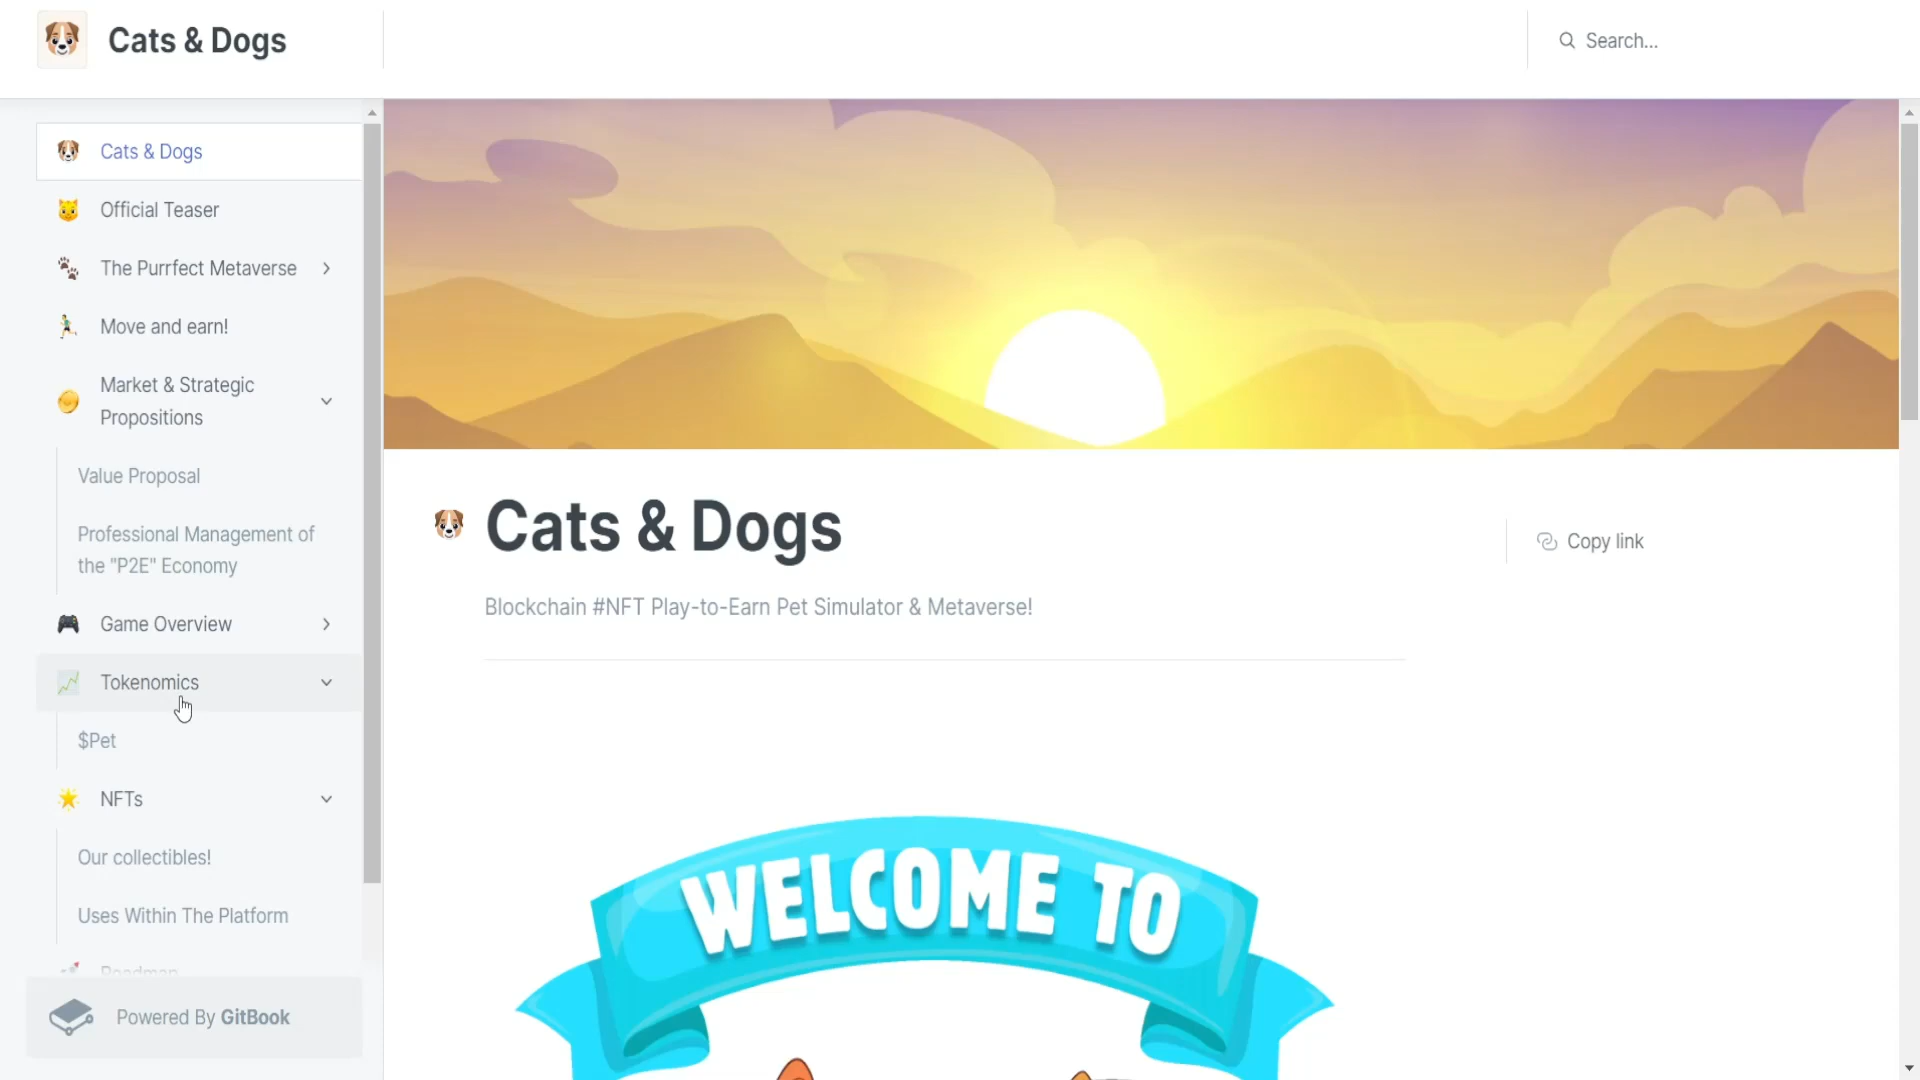 Cats & Dogs
Search...
Cats & Dogs
Official Teaser
The Purrfect Metaverse
Move and earn!
Market & Strategic
Propositions
Value Proposal
Professional Management of
the "P2E" Economy
Game Overview
Tokenomics
$Pet
NFTs
Our collectibles!
Uses Within The Platform
Roadmap
Powered By GitBook
Cats & Dogs
Copy link
Blockchain #NFT Play-to-Earn Pet Simulator & Metaverse!
WELCOME TO